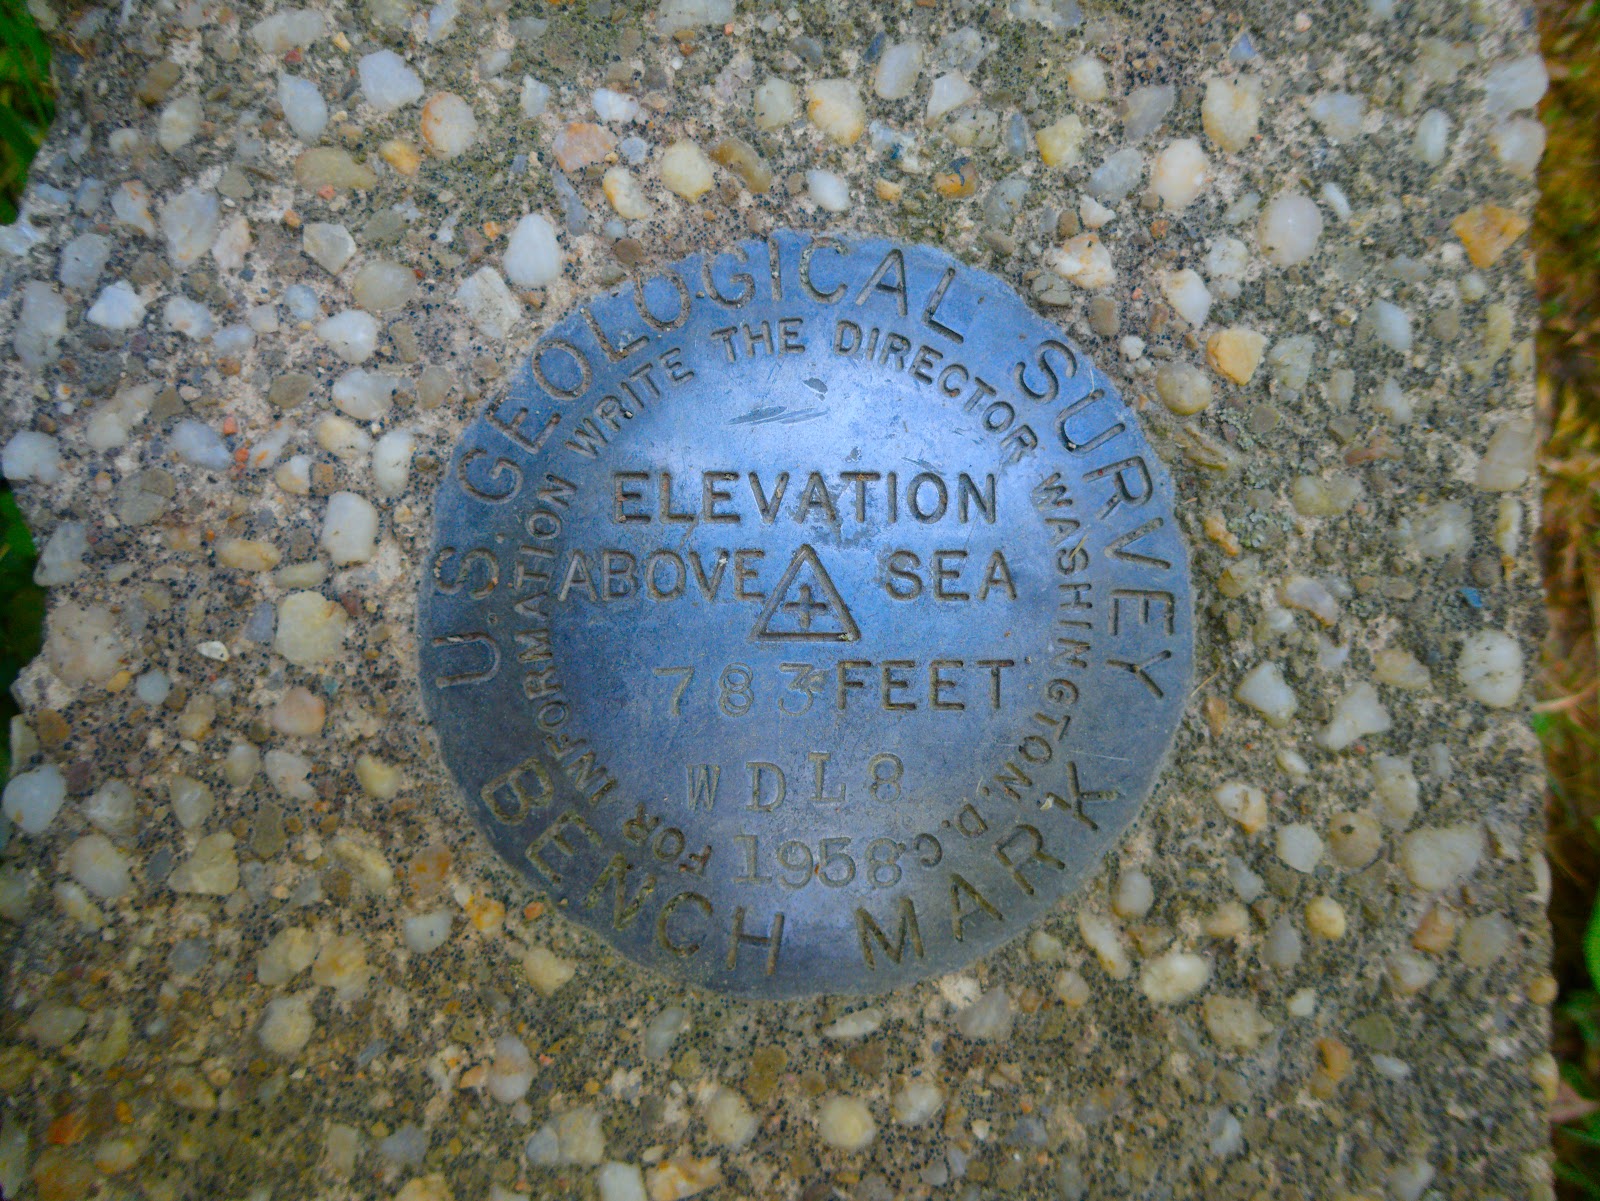 U.S. GEOLOGICAL SURVEY
FOR INFORMATION WRITE THE DIRECTOR WASHINGTON, D.C.
ELEVATION
ABOVE SEA
783 FEET
WDL8
1958
BENCH MARK